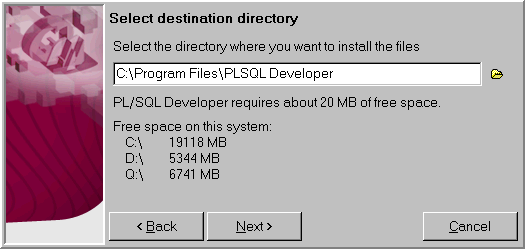 Select destination directory
Select the directory where you want to install the files
C:\Program Files\PLSQL Developer
PL/SQL Developer requires about 20 MB of free space.
Free space on this system:
C:\ 19118 MB
D:\ 5344 MB
Q:\ 6741 MB
< Back
Next >
Cancel